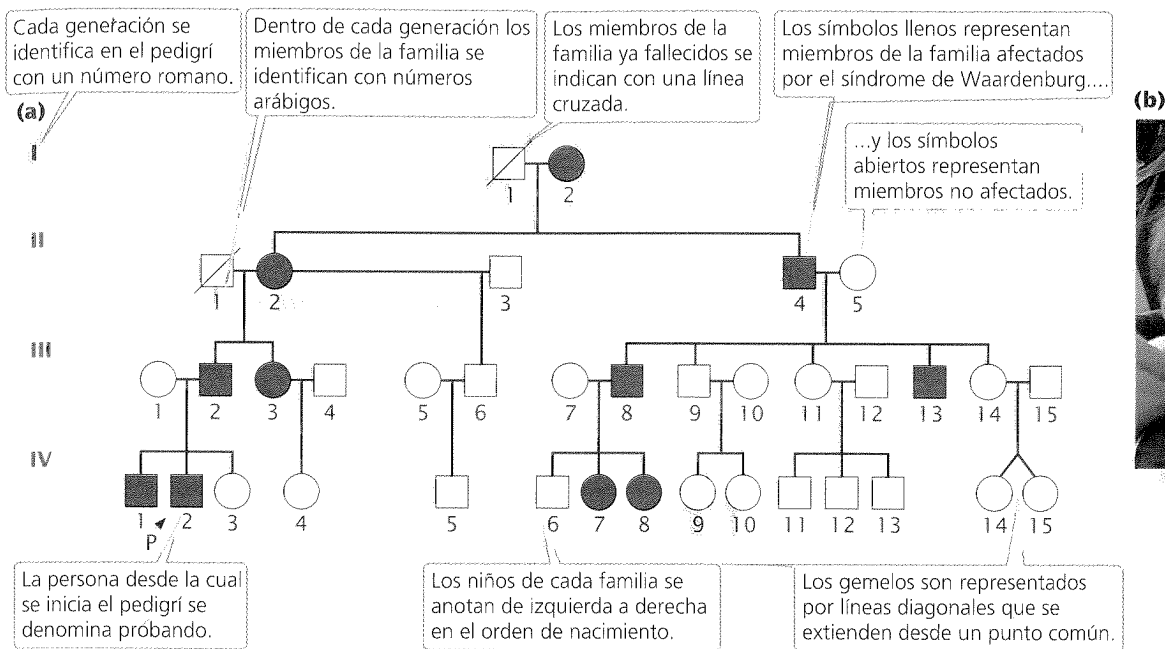 Cada generación se
identifica en el pedigrí
con un número romano.
Dentro de cada generación los
miembros de la familia se
identifican con números
arábigos.
Los miembros de la
familia ya fallecidos se
indican con una línea
cruzada.
Los símbolos llenos representan
miembros de la familia afectados
por el síndrome de Waardenburg....
...y los símbolos
abiertos representan
miembros no afectados.
(a)
(b)
I
1 2
II
1 2 3 4 5
III
1 2 3 4 5 6 7 8 9 10 11 12 13 14 15
IV
1 2 3 4 5 6 7 8 9 10 11 12 13 14 15
P
La persona desde la cual
se inicia el pedigrí se
denomina probando.
Los niños de cada familia se
anotan de izquierda a derecha
en el orden de nacimiento.
Los gemelos son representados
por líneas diagonales que se
extienden desde un punto común.